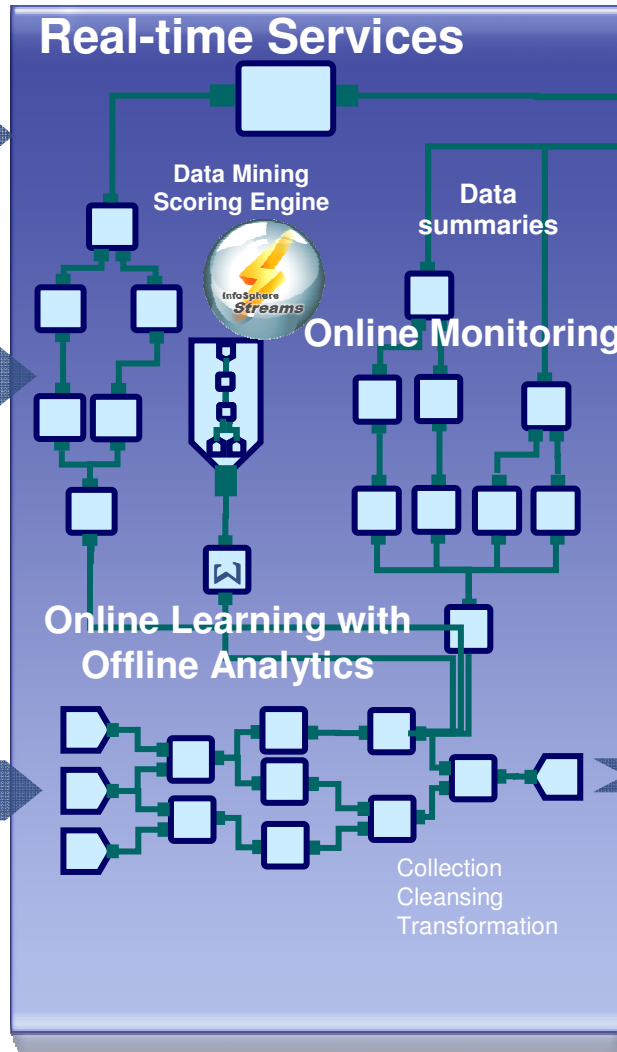 Real-time Services
Data Mining
Scoring Engine
InfoSphere
Streams
Data
summaries
Online Monitoring
Σ
Online Learning with
Offline Analytics
Collection
Cleansing
Transformation